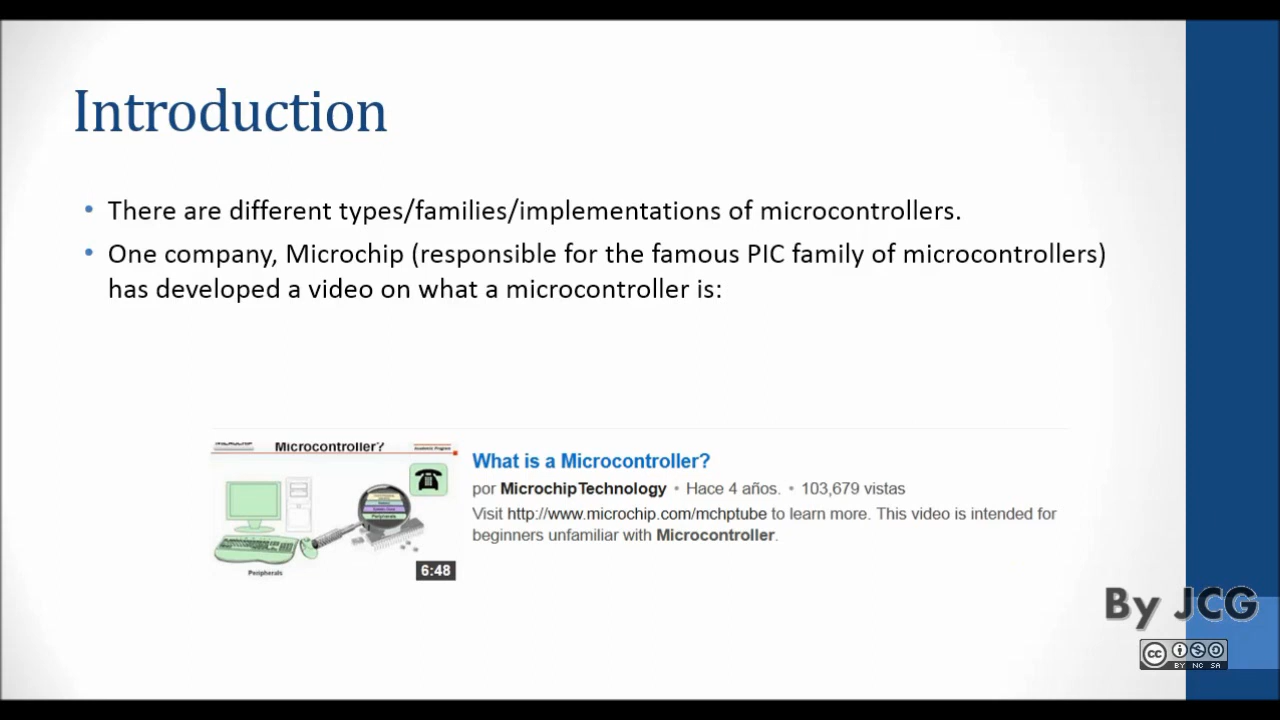 Introduction
• There are different types/families/implementations of microcontrollers.
• One company, Microchip (responsible for the famous PIC family of microcontrollers)
has developed a video on what a microcontroller is:
Microcontroller?
What is a Microcontroller?
por MicrochipTechnology • Hace 4 años. • 103,679 vistas
Visit http://www.microchip.com/mchptube to learn more. This video is intended for
beginners unfamiliar with Microcontroller.
Peripherals
6:48
By JCG
cc
BY NC SA